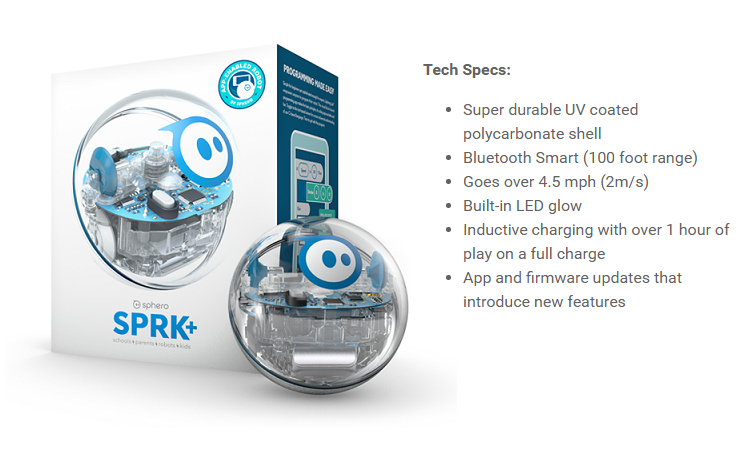 APP-ENABLED ROBOT
BY SPHERO
PROGRAMMING MADE EASY
sphero
SPRK+
schools + parents + robots + kids
Tech Specs:
Super durable UV coated
polycarbonate shell
Bluetooth Smart (100 foot range)
Goes over 4.5 mph (2m/s)
Built-in LED glow
Inductive charging with over 1 hour of
play on a full charge
App and firmware updates that
introduce new features